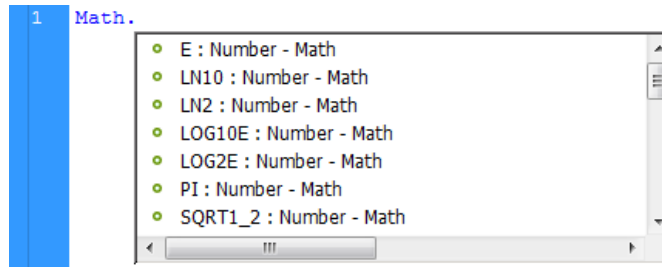 1 Math.
E : Number - Math
LN10 : Number - Math
LN2 : Number - Math
LOG10E : Number - Math
LOG2E : Number - Math
PI : Number - Math
SQRT1_2 : Number - Math